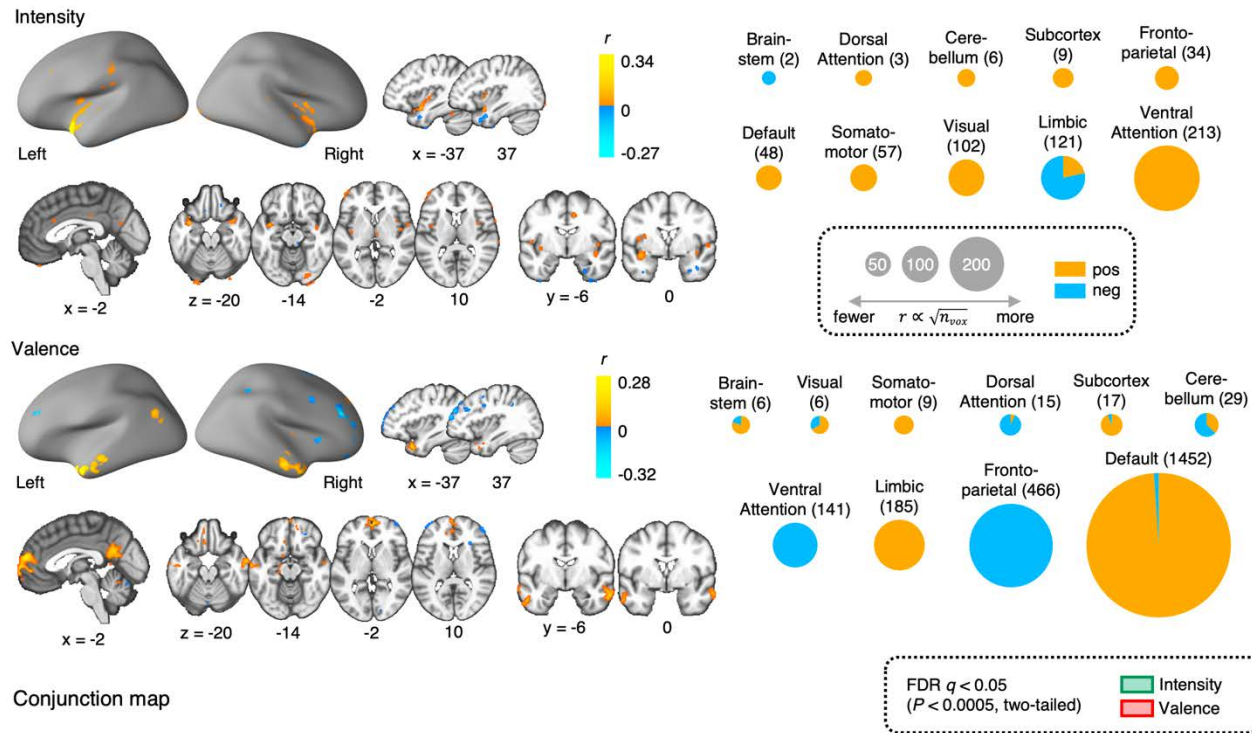 Intensity
r
0.34
0
-0.27
Left
Right
x = -37
37
x = -2
z = -20
-14
-2
10
y = -6
0
Brain-
stem (2)
Dorsal
Attention (3)
Cere-
bellum (6)
Subcortex
(9)
Fronto-
parietal (34)
Default
(48)
Somato-
motor (57)
Visual
(102)
Limbic
(121)
Ventral
Attention (213)
50
100
200
pos
neg
fewer
r ∝ √n_vox
more
Valence
r
0.28
0
-0.32
Left
Right
x = -37
37
x = -2
z = -20
-14
-2
10
y = -6
0
Brain-
stem (6)
Visual
(6)
Somato-
motor (9)
Dorsal
Attention (15)
Subcortex
(17)
Cere-
bellum (29)
Ventral
Attention (141)
Limbic
(185)
Fronto-
parietal (466)
Default (1452)
Conjunction map
FDR q < 0.05
(P < 0.0005, two-tailed)
Intensity
Valence